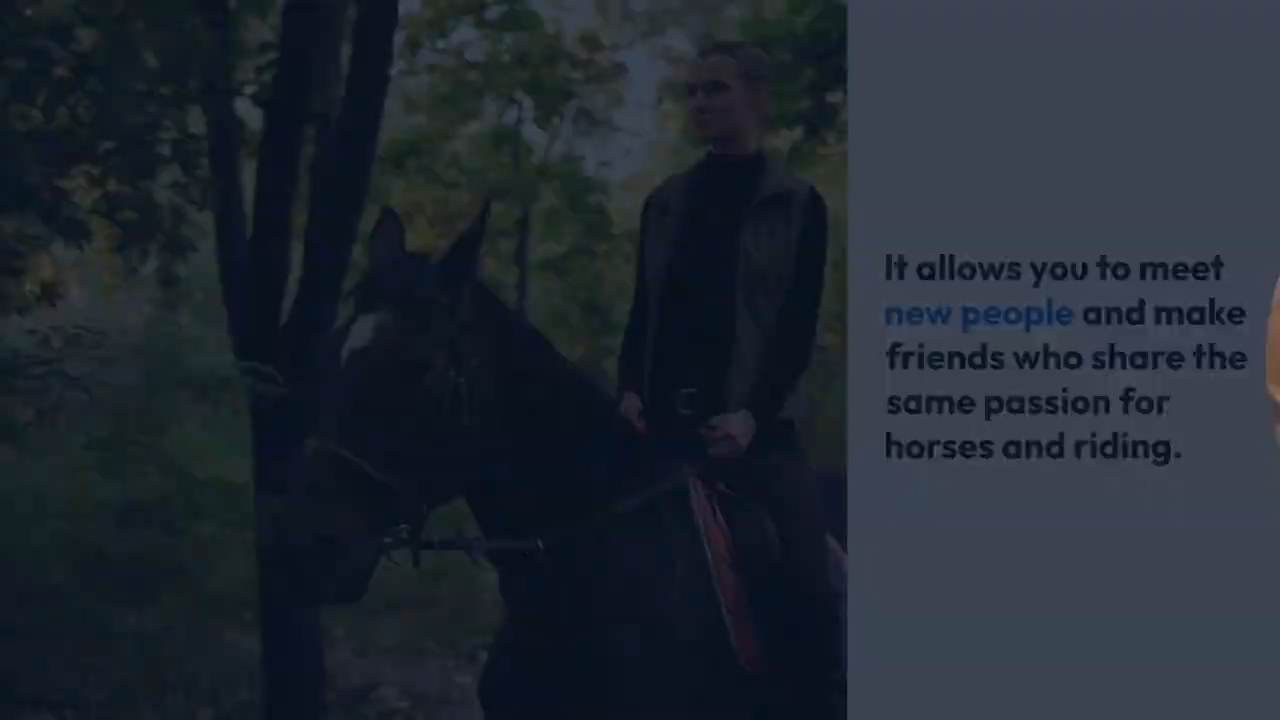 It allows you to meet
new people and make
friends who share the
same passion for
horses and riding.